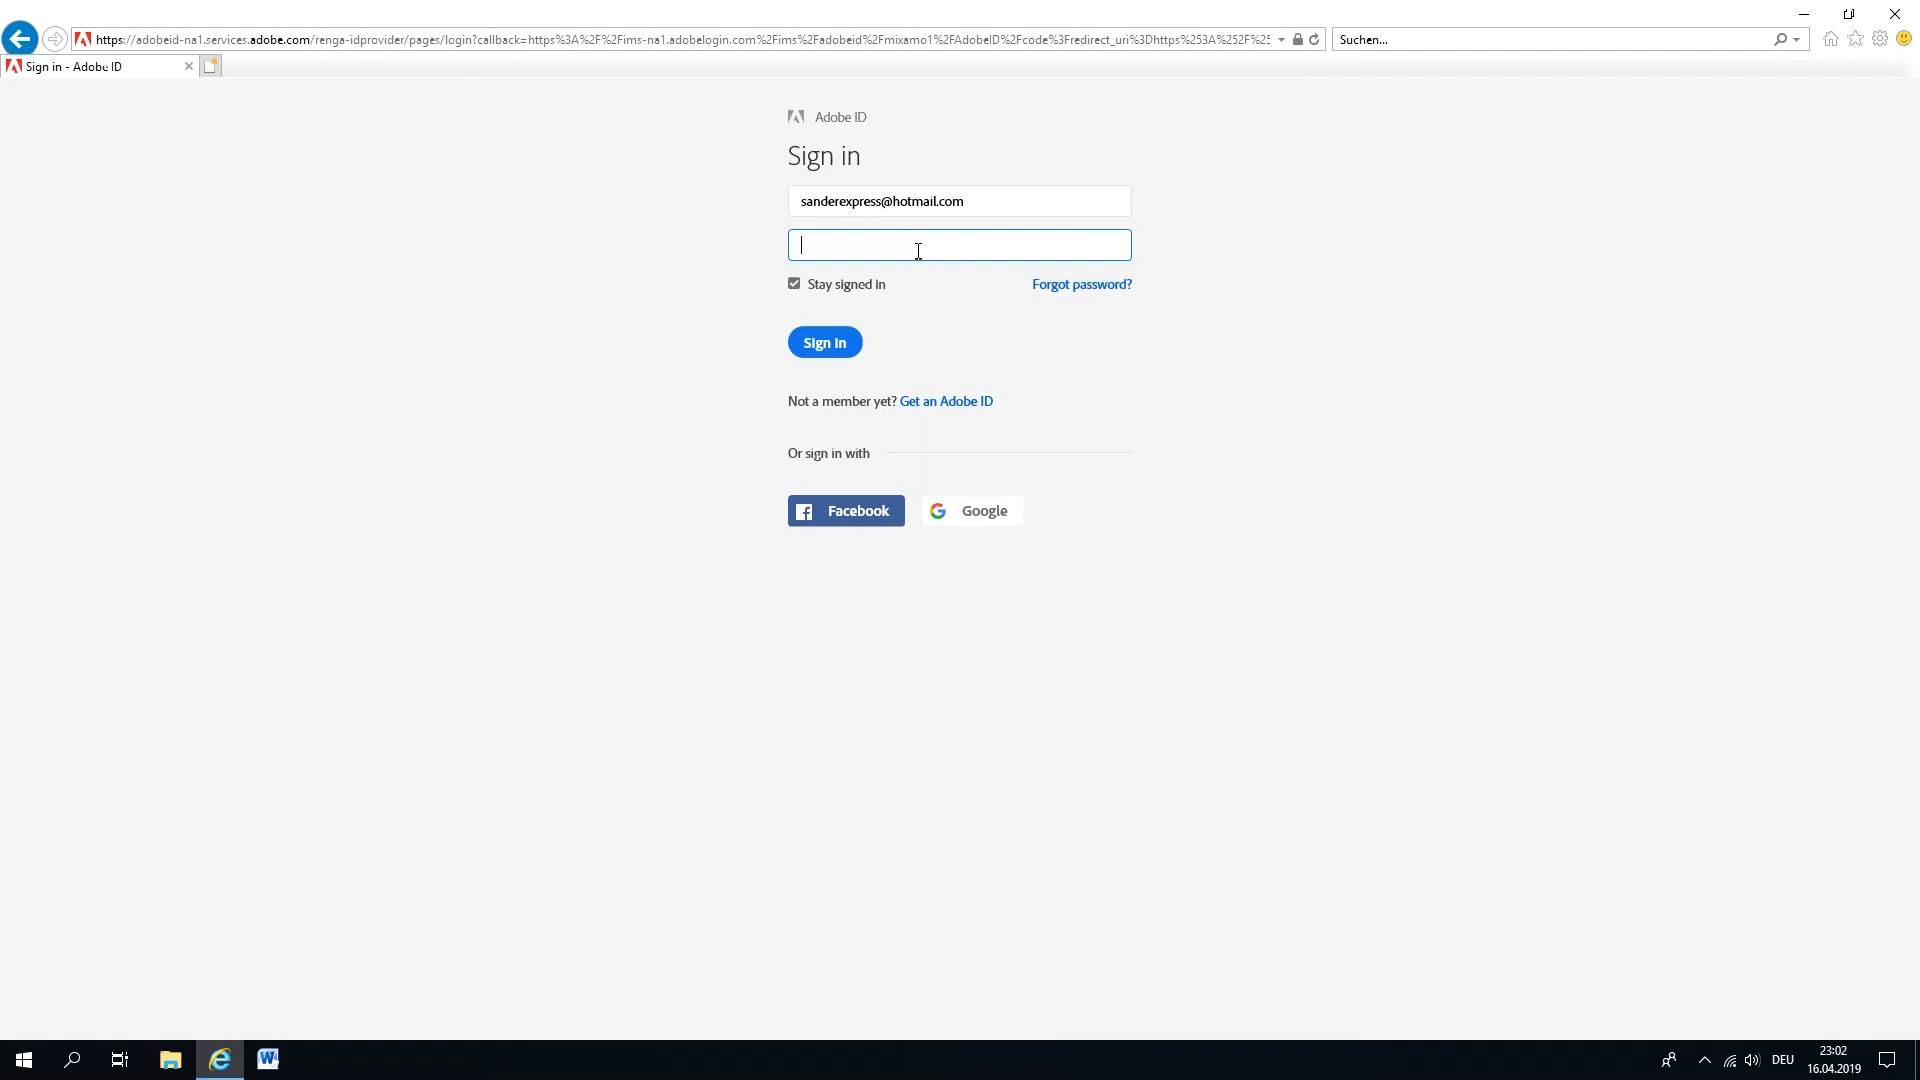 https://adobeid-na1.services.adobe.com/renga-idprovider/pages/login?callback=https%3A%2F%2Fims-na1.adobelogin.com%2Fims%2Fadobeid%2Fmixamo1%2FAdobeID%2Fcode%3Fredirect_uri%3Dhttps%253A%252F%25
Suchen...
Sign in - Adobe ID
Adobe ID
Sign in
sanderexpress@hotmail.com
Stay signed in
Forgot password?
Sign in
Not a member yet? Get an Adobe ID
Or sign in with
Facebook
Google
DEU
23:02
16.04.2019